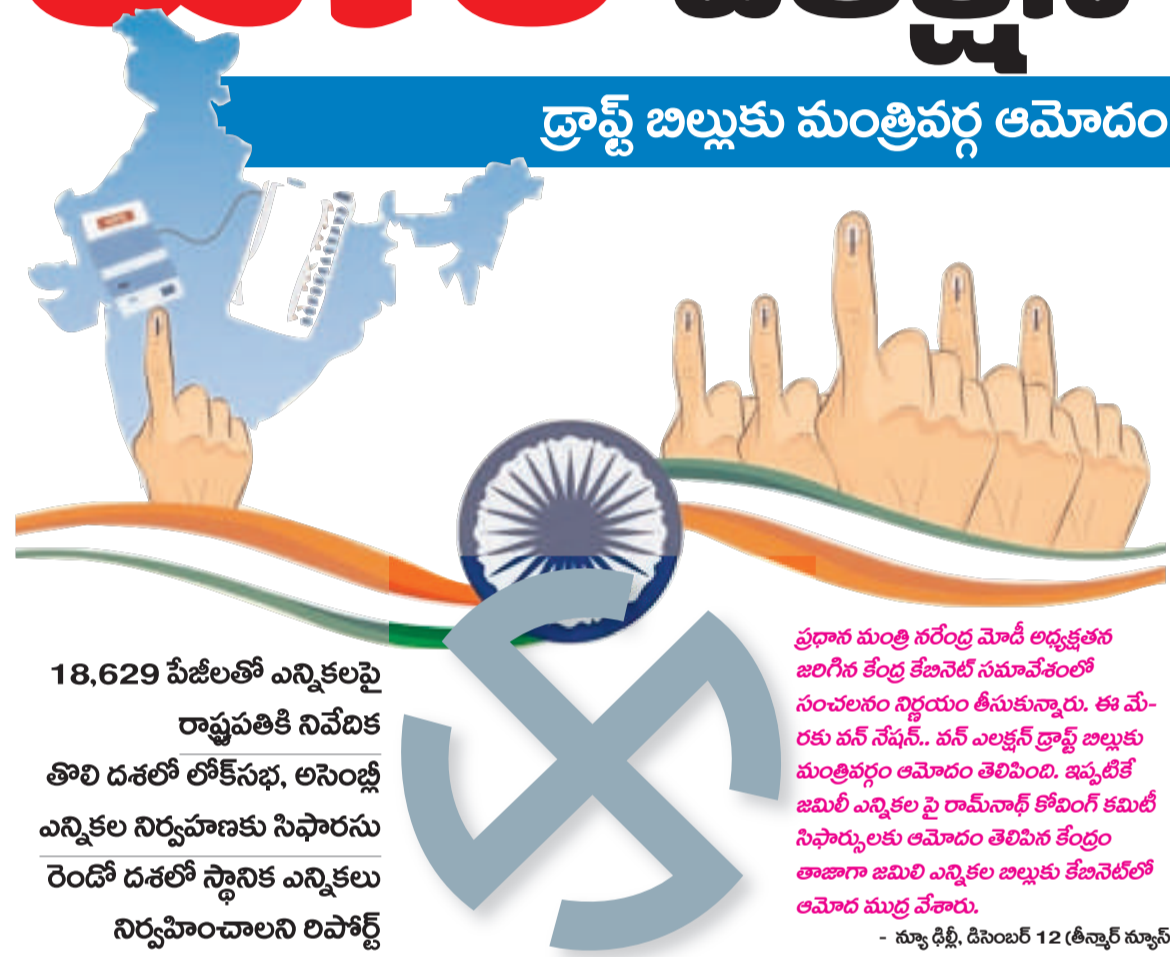 ఎలక్షన్
డ్రాఫ్ట్ బిల్లుకు మంత్రివర్గ ఆమోదం
18,629 పేజీలతో ఎన్నికలపై
రాష్ట్రపతికి నివేదిక
తొలి దశలో లోక్‌సభ, అసెంబ్లీ
ఎన్నికల నిర్వహణకు సిఫారసు
రెండో దశలో స్థానిక ఎన్నికలు
నిర్వహించాలని రిపోర్ట్
ప్రధాన మంత్రి నరేంద్ర మోడీ అధ్యక్షతన
జరిగిన కేంద్ర కేబినెట్ సమావేశంలో
సంచలనం నిర్ణయం తీసుకున్నారు. ఈ మే-
రకు వన్ నేషన్.. వన్ ఎలక్షన్ డ్రాఫ్ట్ బిల్లుకు
మంత్రివర్గం ఆమోదం తెలిపింది. ఇప్పటికే
జమిలీ ఎన్నికల పై రామ్‌నాథ్ కోవింగ్ కమిటీ
సిఫార్సులకు ఆమోదం తెలిపిన కేంద్రం
తాజాగా జమిలి ఎన్నికల బిల్లుకు కేబినెట్‌లో
ఆమోద ముద్ర వేశారు.
- న్యూ ఢిల్లీ, డిసెంబర్ 12 (తీన్మార్ న్యూస్